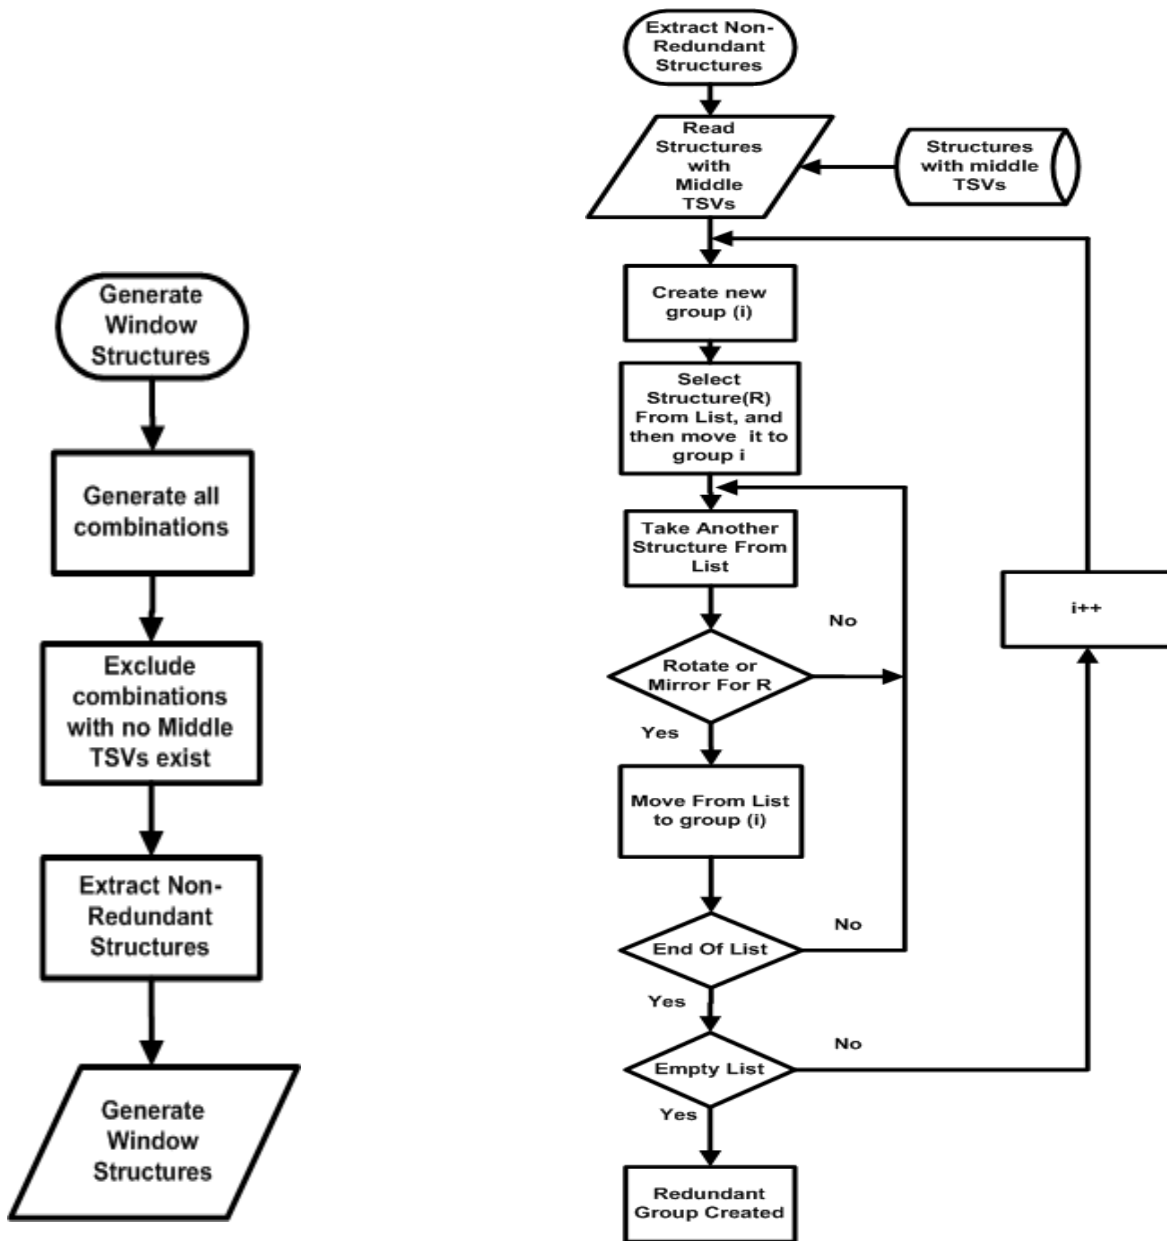 Generate
Window
Structures
Generate all
combinations
Exclude
combinations
with no Middle
TSVs exist
Extract Non-
Redundant
Structures
Generate
Window
Structures
Extract Non-
Redundant
Structures
Read
Structures
with
Middle
TSVs
Structures
with middle
TSVs
Create new
group (i)
Select
Structure(R)
From List, and
then move it to
group i
Take Another
Structure From
List
No
Rotate or
Mirror For R
Yes
i++
Move From List
to group (i)
End Of List
No
Yes
Empty List
No
Yes
Redundant
Group Created